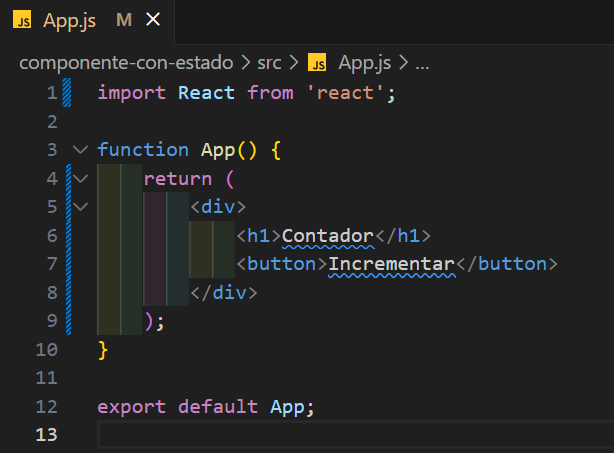 JS App.js M ×
componente-con-estado > src > JS App.js > ...
1 import React from 'react';
2
3 function App() {
4 return (
5 <div>
6 <h1>Contador</h1>
7 <button>Incrementar</button>
8 </div>
9 );
10 }
11
12 export default App;
13